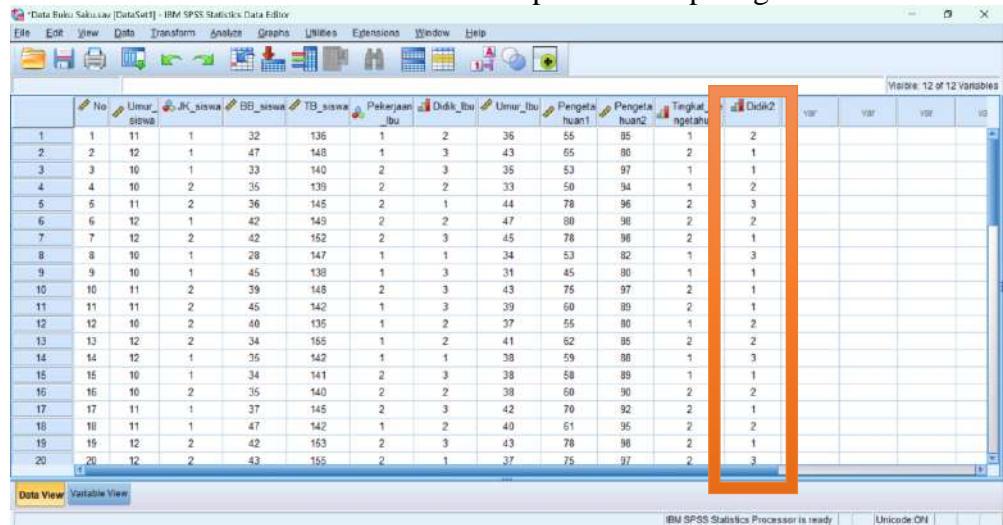 *Data Buku Saku.sav [DataSet1] - IBM SPSS Statistics Data Editor
File Edit View Data Transform Analyze Graphs Utilities Extensions Window Help
Visible: 12 of 12 Variables
No Umur_siswa JK_siswa BB_siswa TB_siswa Pekerjaan_Ibu Didik_Ibu Umur_Ibu Pengetahuan1 Pengetahuan2 Didik2 var var var
1 1 11 1 32 136 1 2 36 55 85 1 2
2 2 12 1 47 148 1 3 43 65 80 2 1
3 3 10 1 33 140 2 3 35 53 97 1 1
4 4 10 2 35 139 2 2 33 50 94 1 2
5 5 11 2 36 145 2 1 44 78 96 2 3
6 6 12 1 42 149 2 2 47 80 98 2 2
7 7 12 2 42 152 2 3 45 78 98 2 1
8 8 10 1 28 147 1 1 34 53 82 1 3
9 9 10 1 45 138 1 3 31 45 80 1 1
10 10 11 2 39 148 2 3 43 75 97 2 1
11 11 11 2 45 142 1 3 39 60 89 2 1
12 12 10 2 40 135 1 2 37 55 80 1 2
13 13 12 2 34 155 1 2 41 62 85 2 2
14 14 12 1 35 142 1 1 38 59 88 1 3
15 15 10 1 34 141 2 3 38 58 89 1 1
16 16 10 2 35 140 2 2 38 60 90 2 2
17 17 11 1 37 145 2 3 42 70 92 2 1
18 18 11 1 47 142 1 2 40 61 95 2 2
19 19 12 2 42 153 2 3 43 78 98 2 1
20 20 12 2 43 155 2 1 37 75 97 2 3
Data View Variable View
IBM SPSS Statistics Processor is ready Unicode:ON